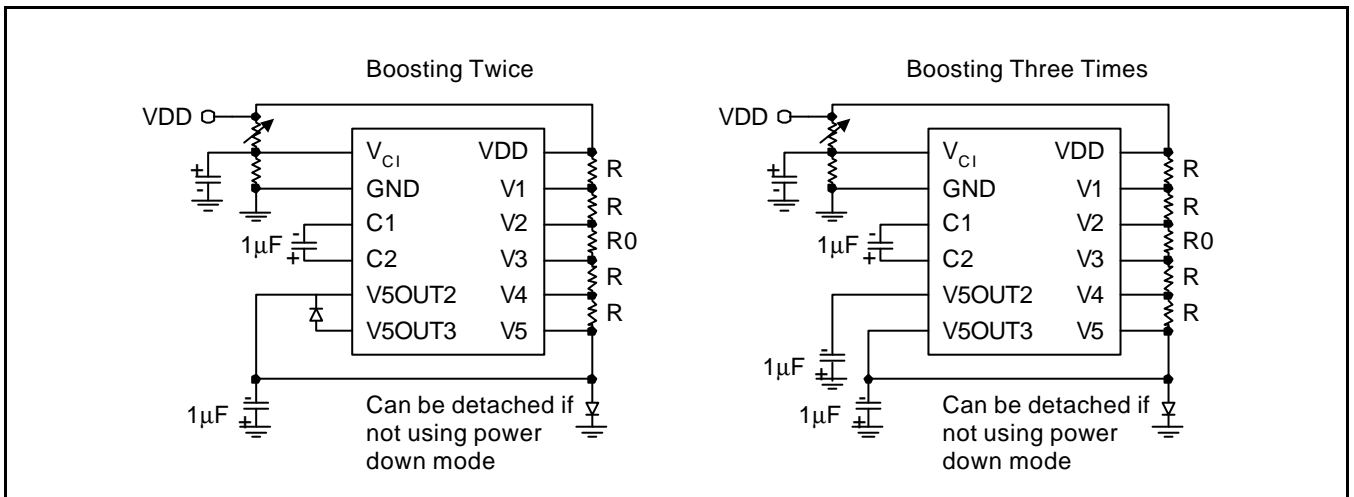 Boosting Twice
VDD
VCI
GND
C1
C2
V5OUT2
V5OUT3
VDD
V1
V2
V3
V4
V5
R
R
R0
R
R
+
-
1μF
-
+
1μF
-
+
Can be detached if
not using power
down mode
Boosting Three Times
VDD
VCI
GND
C1
C2
V5OUT2
V5OUT3
VDD
V1
V2
V3
V4
V5
R
R
R0
R
R
+
-
1μF
-
+
1μF
-
+
1μF
-
+
Can be detached if
not using power
down mode